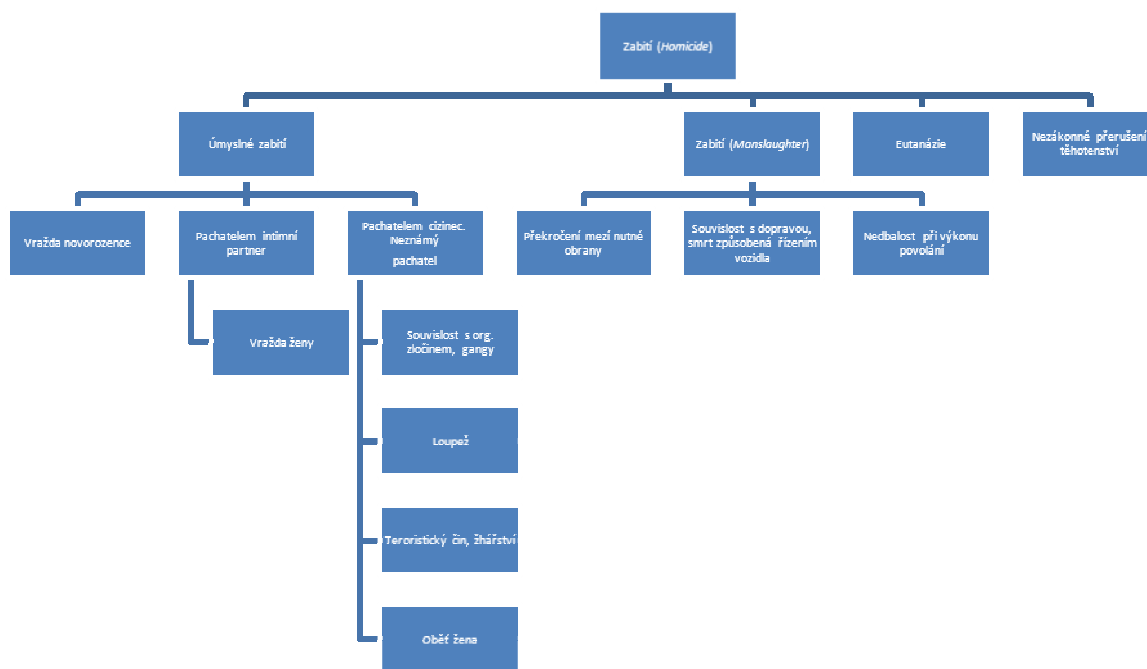 Zabití (Homicide)
Úmyslné zabití
Zabití (Manslaughter)
Eutanázie
Nezákonné přerušení
těhotenství
Vražda novorozence
Pachatelem intimní
partner
Pachatelem cizinec.
Neznámý
pachatel
Překročení mezí nutné
obrany
Souvislost s dopravou,
smrt způsobená řízením
vozidla
Nedbalost při výkonu
povolání
Vražda ženy
Souvislost s org.
zločinem, gangy
Loupež
Teroristický čin, žhářství
Oběť žena